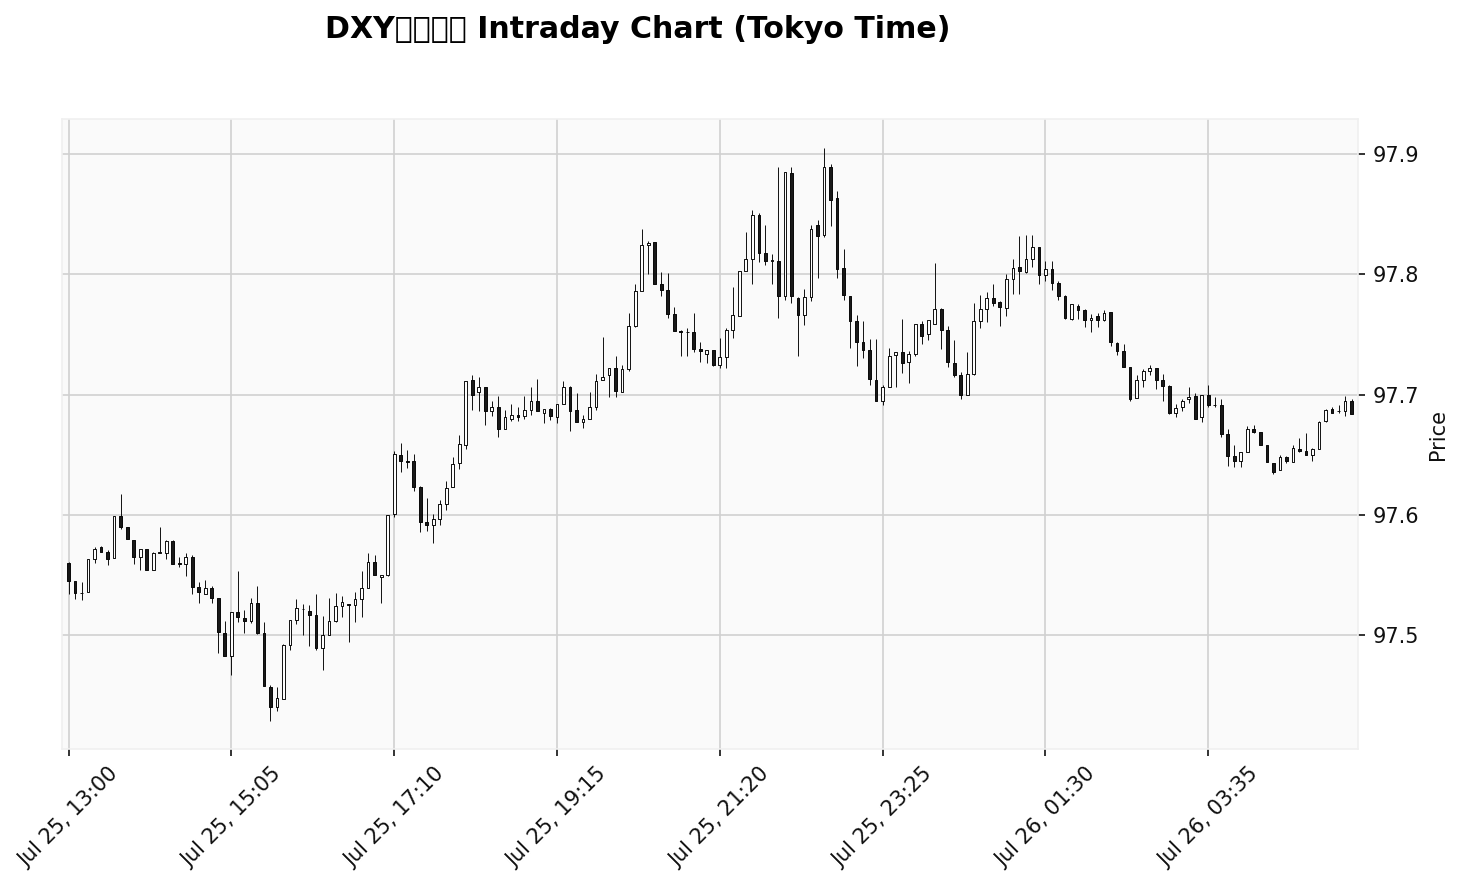 DXY Intraday Chart (Tokyo Time)
97.9
97.8
97.7
97.6
97.5
Price
Jul 25, 13:00
Jul 25, 15:05
Jul 25, 17:10
Jul 25, 19:15
Jul 25, 21:20
Jul 25, 23:25
Jul 26, 01:30
Jul 26, 03:35